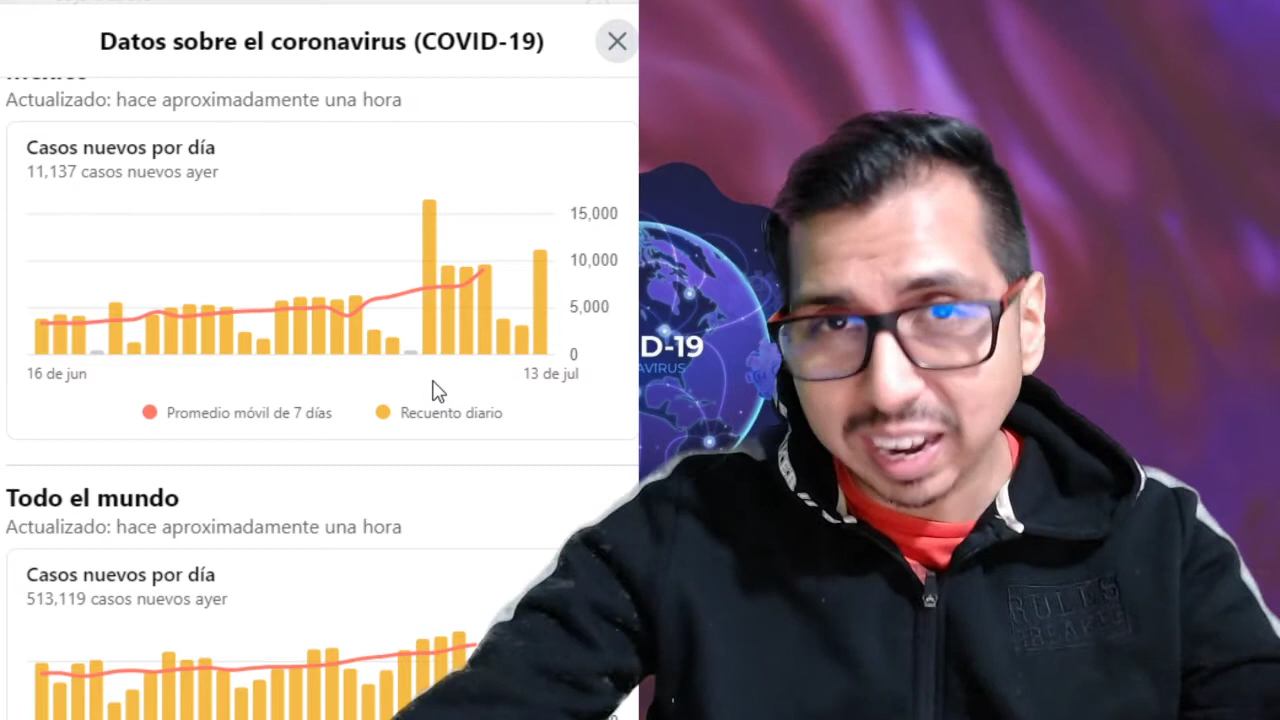 Datos sobre el coronavirus (COVID-19)
Actualizado: hace aproximadamente una hora
Casos nuevos por día
11,137 casos nuevos ayer
15,000
10,000
5,000
0
16 de jun
13 de jul
Promedio móvil de 7 días
Recuento diario
Todo el mundo
Actualizado: hace aproximadamente una hora
Casos nuevos por día
513,119 casos nuevos ayer
D-19
AVIRUS
RULES
BREAKER